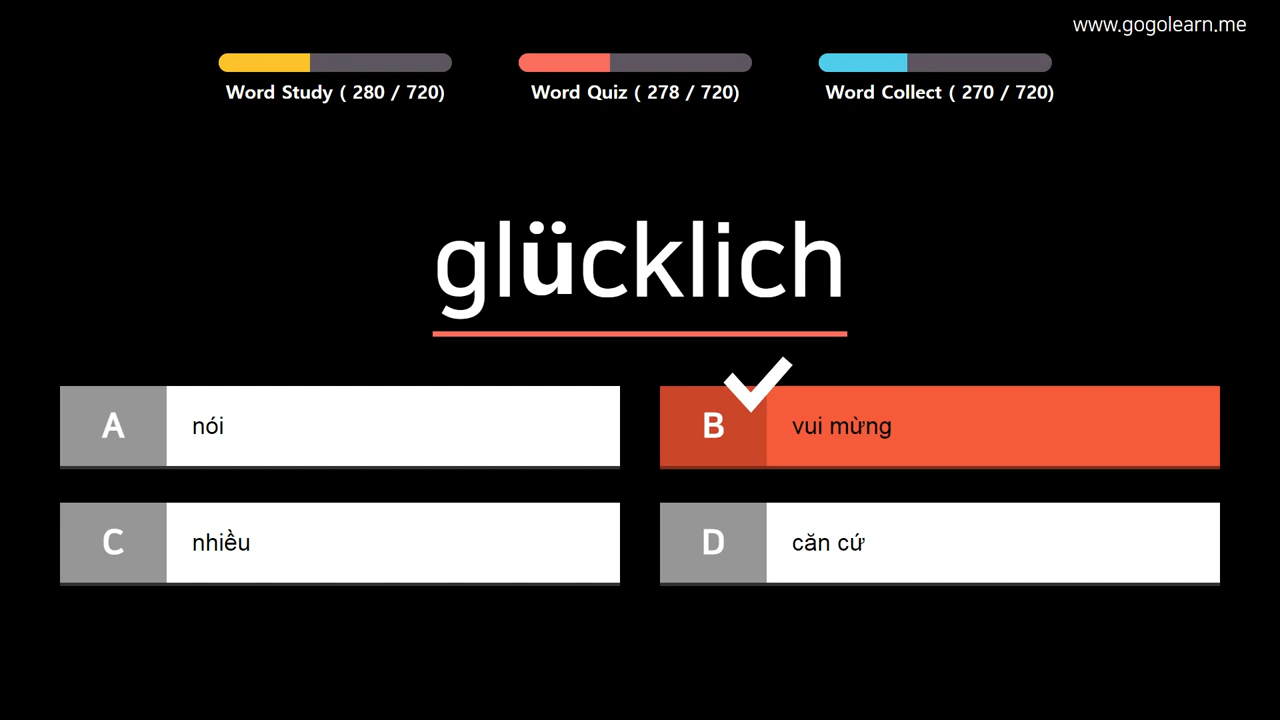 www.gogolearn.me
Word Study ( 280 / 720)
Word Quiz ( 278 / 720)
Word Collect ( 270 / 720)
glücklich
A nói
B vui mừng
C nhiều
D căn cứ